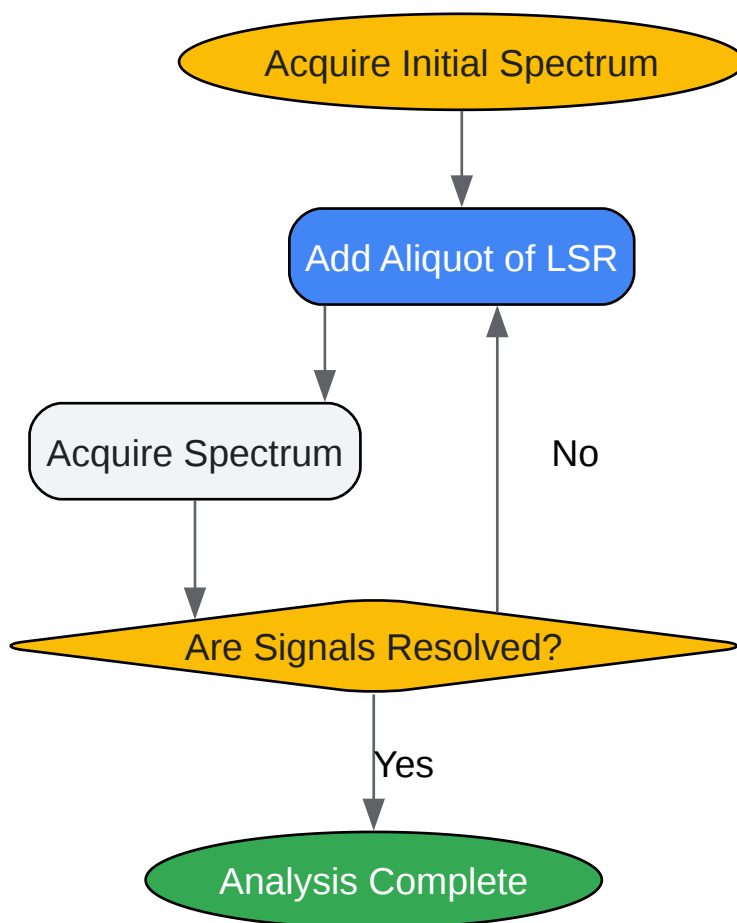 Acquire Initial Spectrum
Add Aliquot of LSR
Acquire Spectrum
No
Are Signals Resolved?
Yes
Analysis Complete